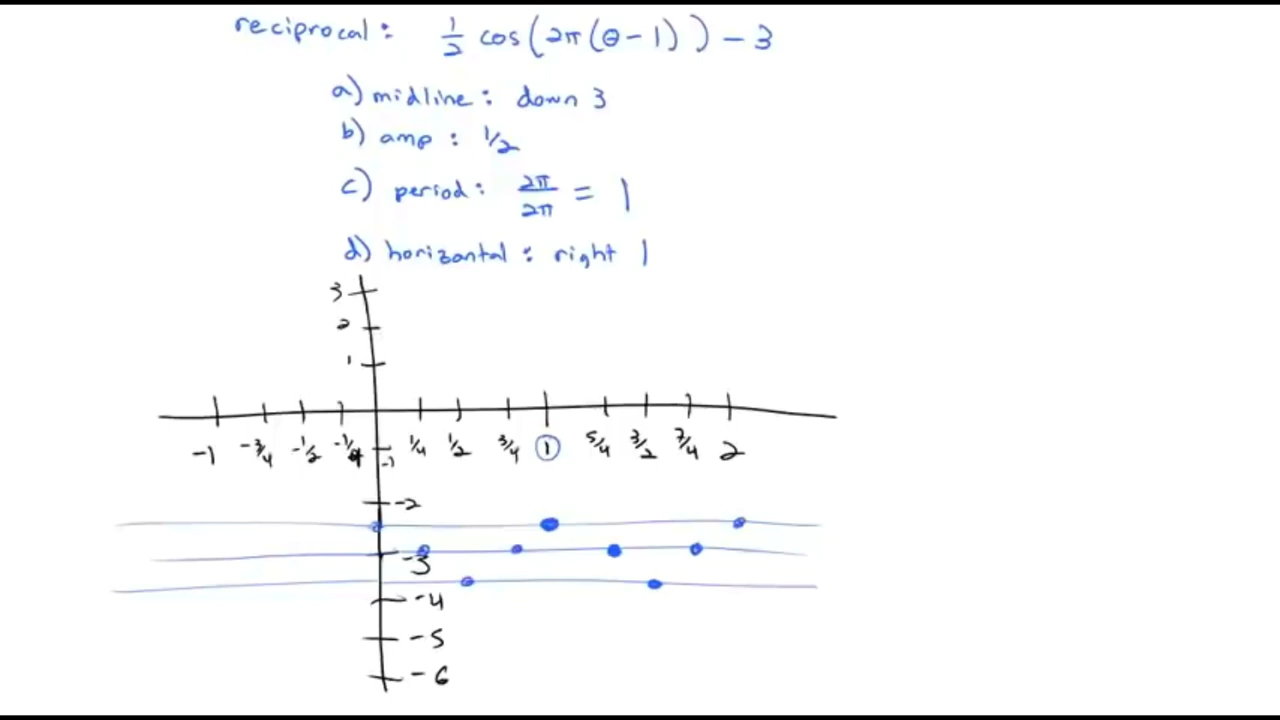 reciprocal: 1/2 cos(2π(θ-1)) - 3
a) midline: down 3
b) amp: 1/2
c) period: 2π/2π = 1
d) horizontal: right 1
3
2
1
-1 -3/4 -1/2 -1/4 1/4 1/2 3/4 1 5/4 3/2 7/4 2
-1
-2
-3
-4
-5
-6